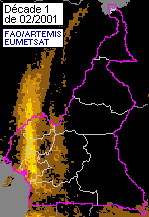 Décade 1
de 02/2001
FAO/ARTEMIS
EUMETSAT